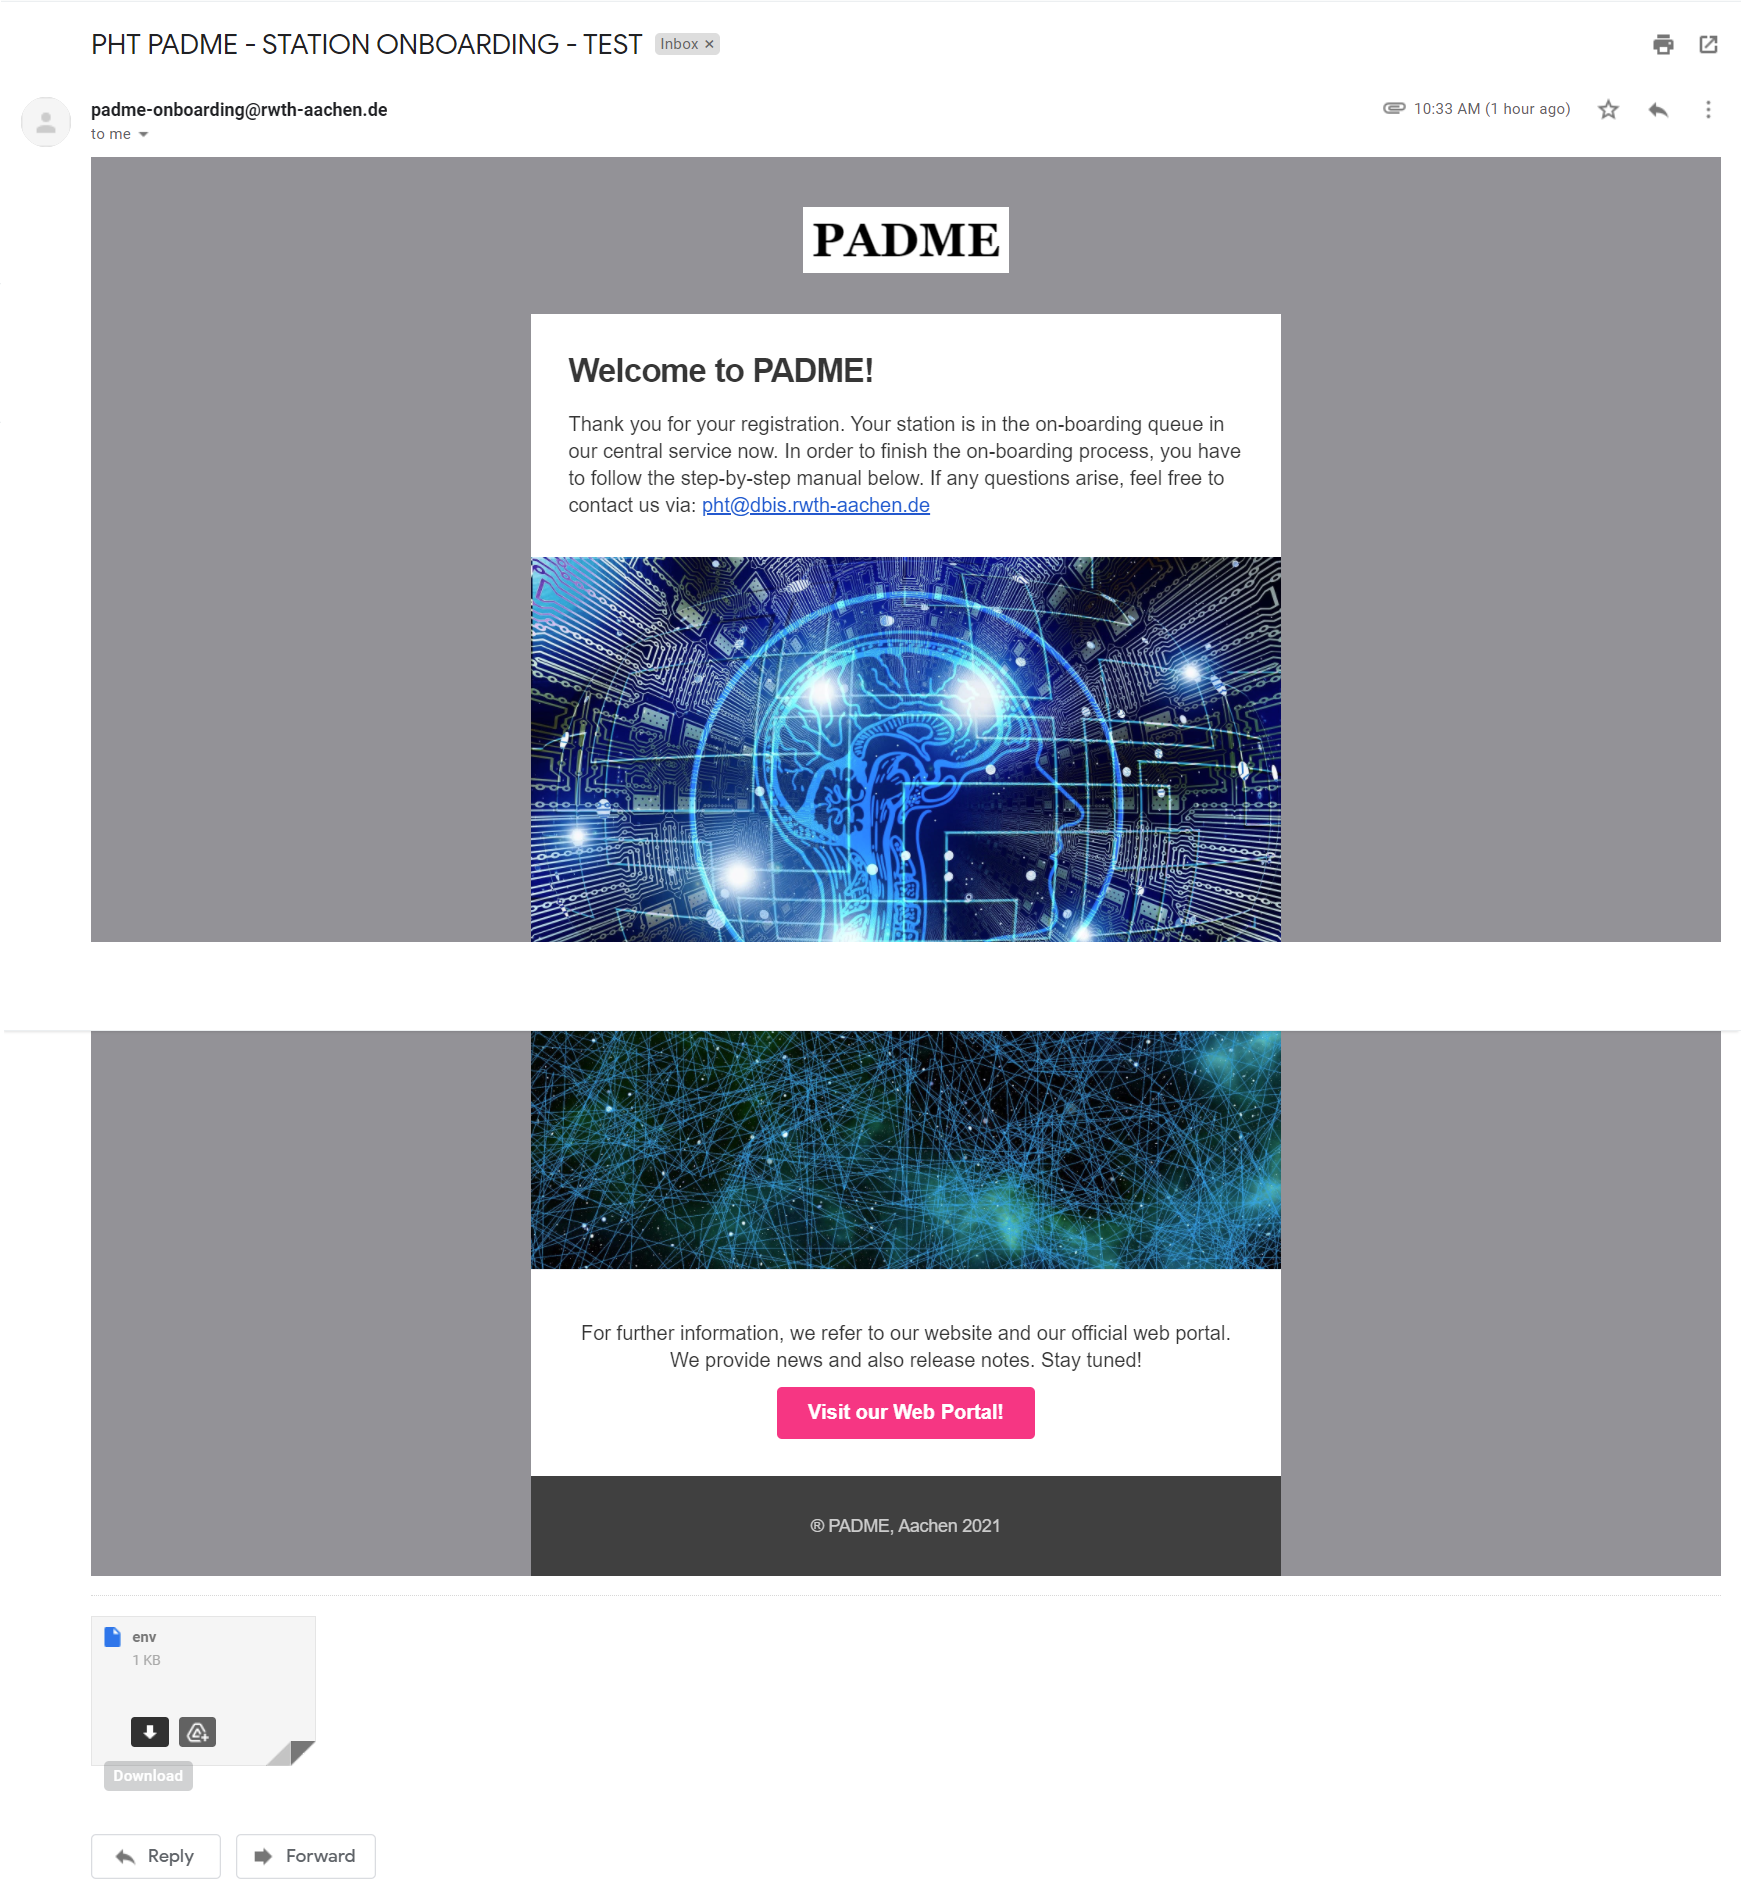 PHT PADME - STATION ONBOARDING - TEST Inbox ×
padme-onboarding@rwth-aachen.de
10:33 AM (1 hour ago)
to me
PADME
Welcome to PADME!
Thank you for your registration. Your station is in the on-boarding queue in
our central service now. In order to finish the on-boarding process, you have
to follow the step-by-step manual below. If any questions arise, feel free to
contact us via: pht@dbis.rwth-aachen.de
For further information, we refer to our website and our official web portal.
We provide news and also release notes. Stay tuned!
Visit our Web Portal!
® PADME, Aachen 2021
env
1 KB
Download
Reply
Forward